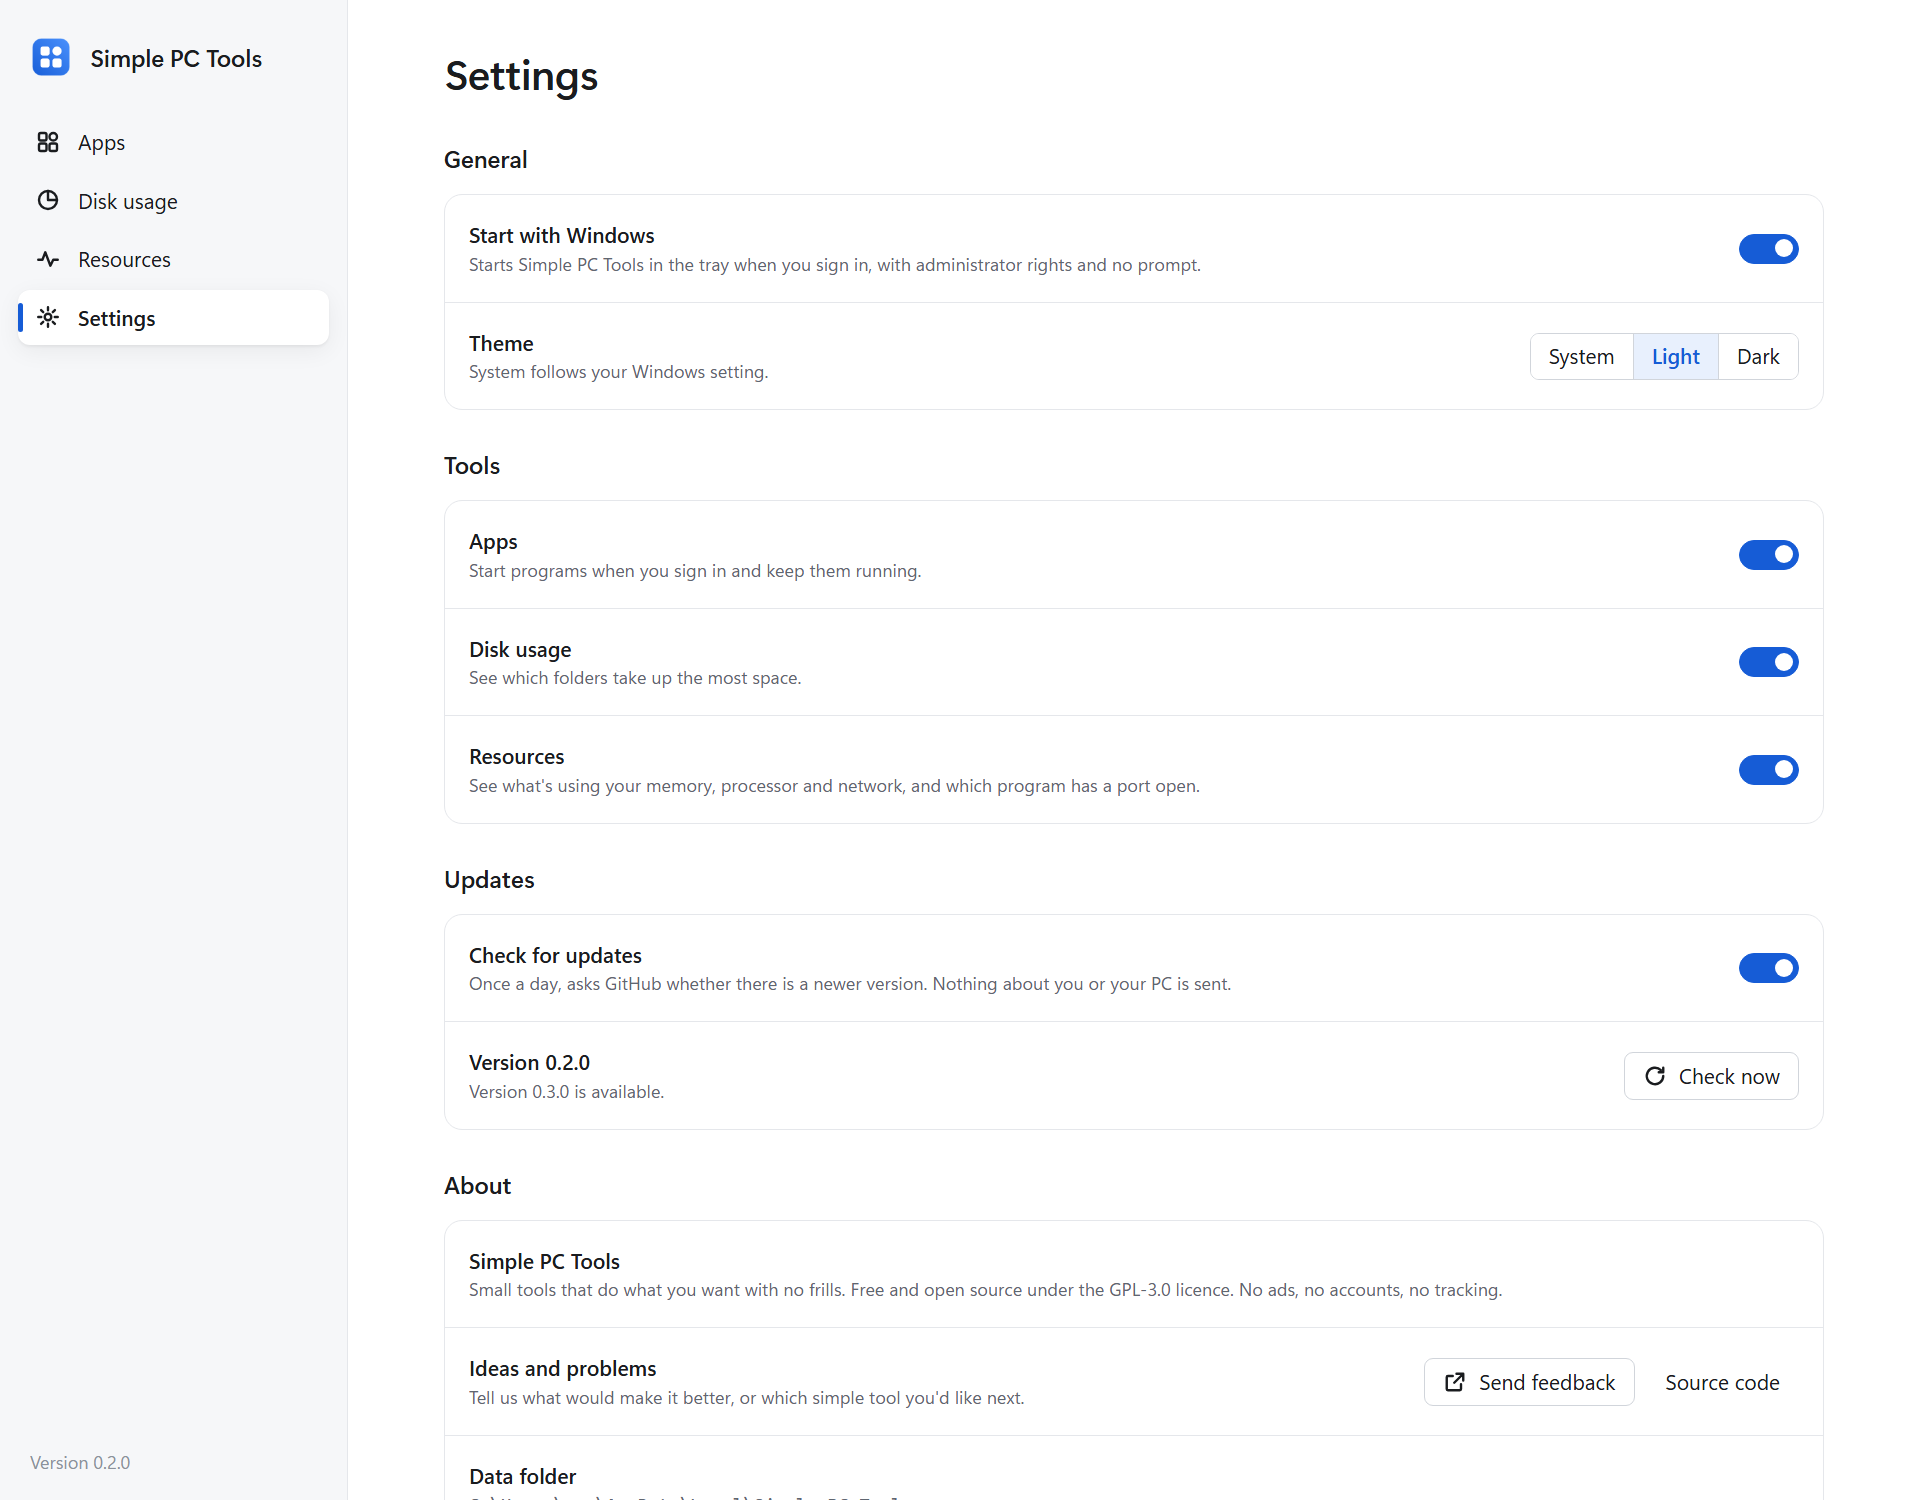 Simple PC Tools
Apps
Disk usage
Resources
Settings
Version 0.2.0
Settings
General
Start with Windows
Starts Simple PC Tools in the tray when you sign in, with administrator rights and no prompt.
Theme
System follows your Windows setting.
System Light Dark
Tools
Apps
Start programs when you sign in and keep them running.
Disk usage
See which folders take up the most space.
Resources
See what's using your memory, processor and network, and which program has a port open.
Updates
Check for updates
Once a day, asks GitHub whether there is a newer version. Nothing about you or your PC is sent.
Version 0.2.0
Version 0.3.0 is available.
Check now
About
Simple PC Tools
Small tools that do what you want with no frills. Free and open source under the GPL-3.0 licence. No ads, no accounts, no tracking.
Ideas and problems
Tell us what would make it better, or which simple tool you'd like next.
Send feedback Source code
Data folder